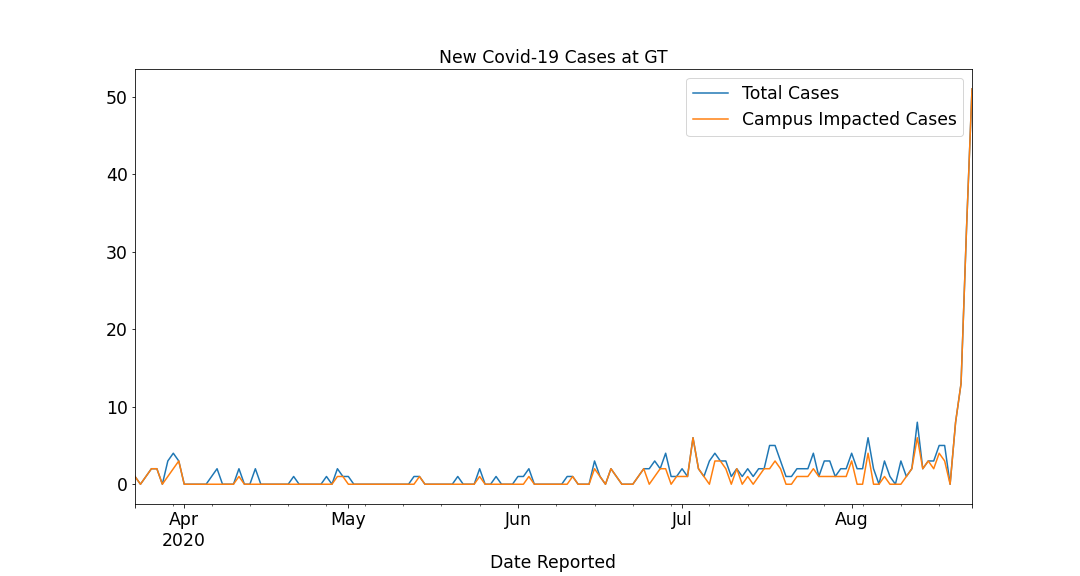 New Covid-19 Cases at GT
Total Cases
Campus Impacted Cases
50
40
30
20
10
0
Apr
2020
May
Jun
Jul
Aug
Date Reported